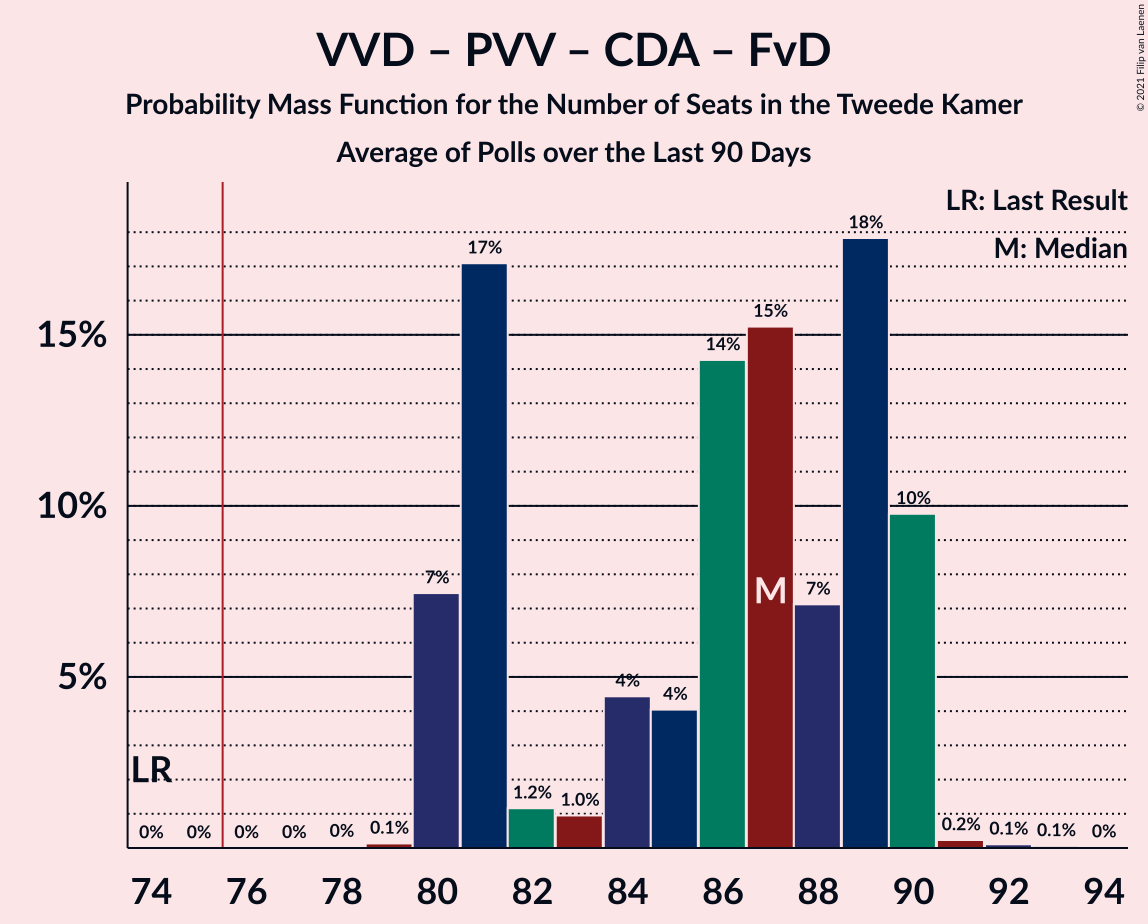 VVD – PVV – CDA – FvD
Probability Mass Function for the Number of Seats in the Tweede Kamer
Average of Polls over the Last 90 Days
© 2021 Filip van Laenen
LR: Last Result
M: Median
15%
10%
5%
LR
M
0%
0%
0%
0%
0%
0.1%
7%
17%
1.2%
1.0%
4%
4%
14%
15%
7%
18%
10%
0.2%
0.1%
0.1%
0%
74 76 78 80 82 84 86 88 90 92 94